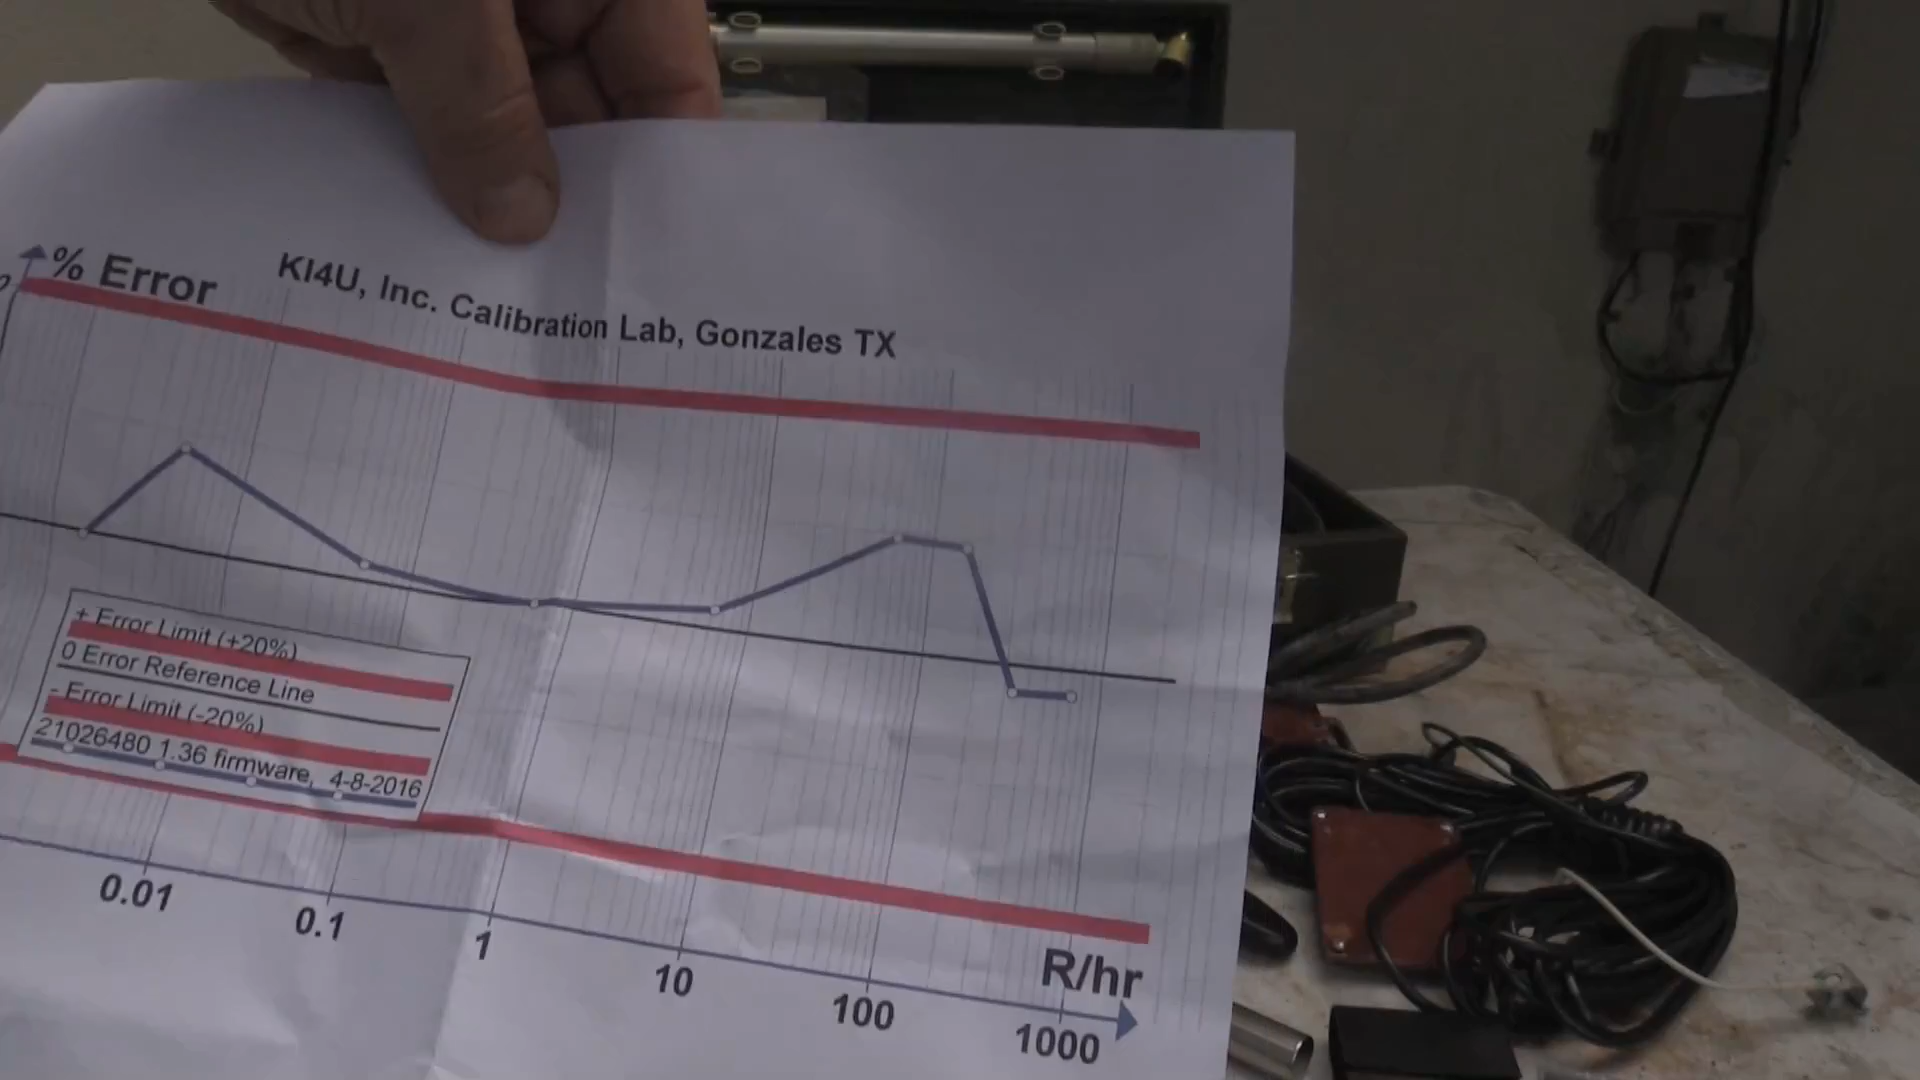 % Error
KI4U, Inc. Calibration Lab, Gonzales TX
+ Error Limit (+20%)
0 Error Reference Line
- Error Limit (-20%)
21026480 1.36 firmware, 4-8-2016
0.01
0.1
1
10
100
1000
R/hr